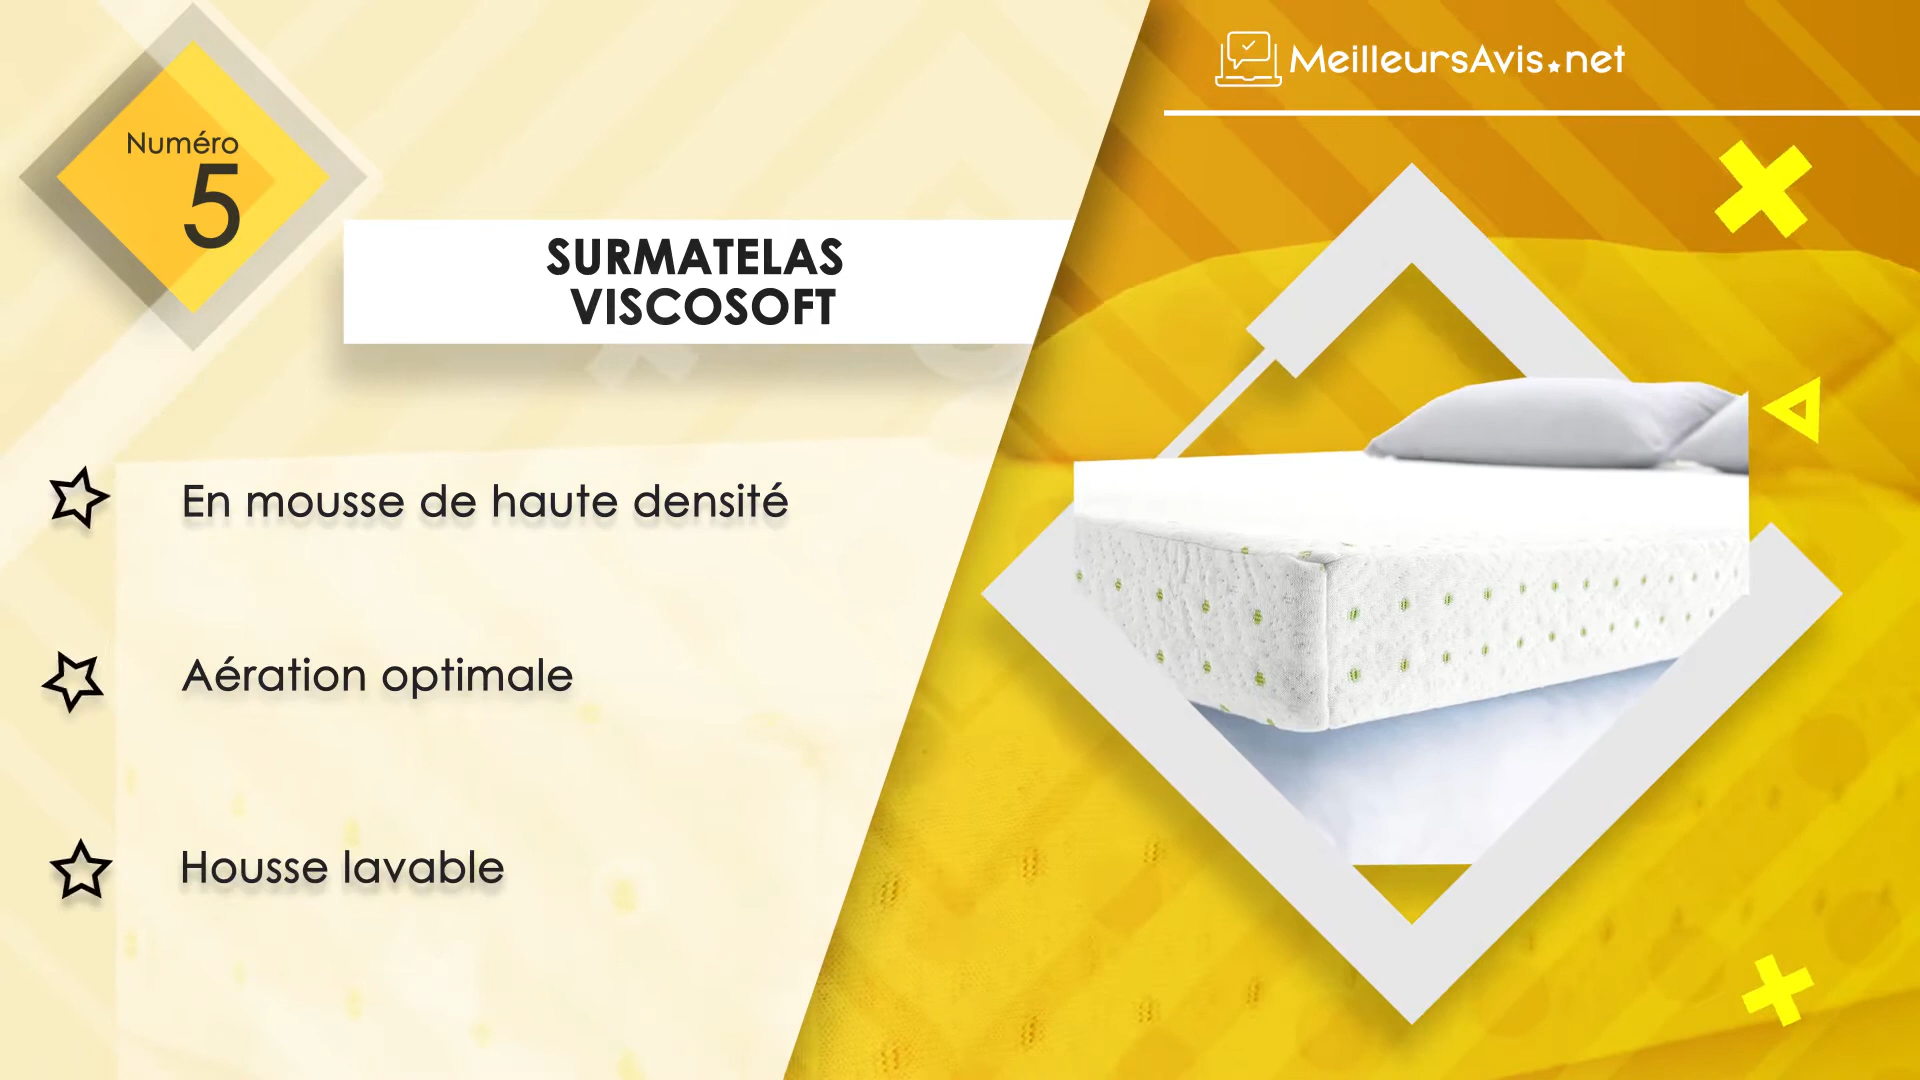 Numéro
5
MeilleursAvis.net
SURMATELAS
VISCOSOFT
En mousse de haute densité
Aération optimale
Housse lavable